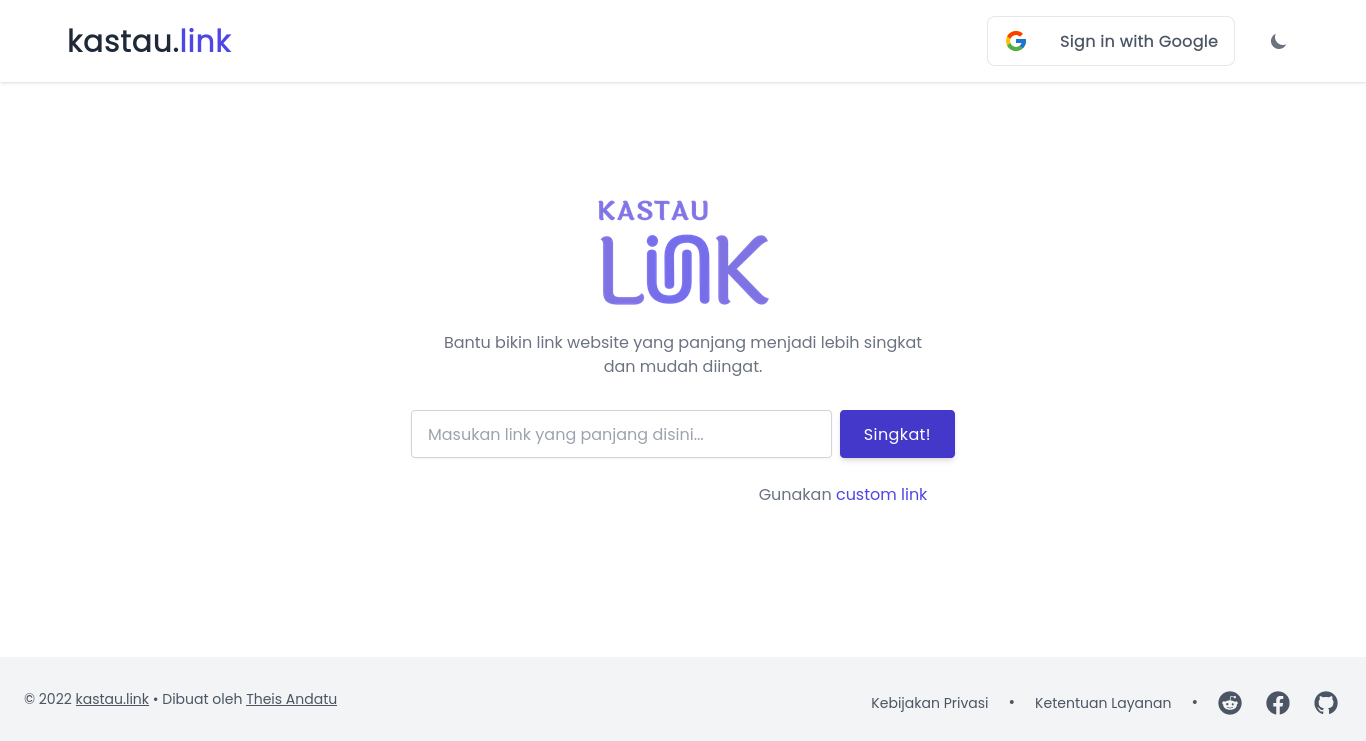 kastau.link
Sign in with Google
KASTAU
LINK
Bantu bikin link website yang panjang menjadi lebih singkat
dan mudah diingat.
Masukan link yang panjang disini...
Singkat!
Gunakan custom link
© 2022 kastau.link • Dibuat oleh Theis Andatu
Kebijakan Privasi • Ketentuan Layanan •